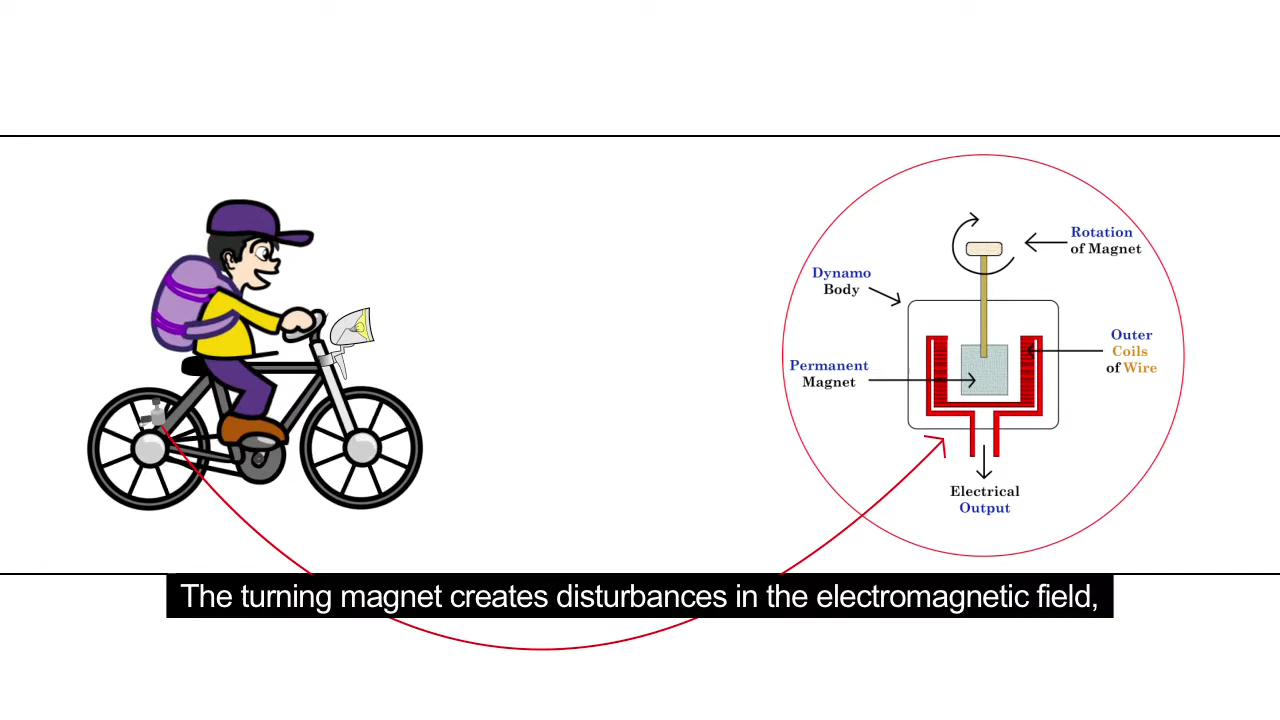 Rotation
of Magnet
Dynamo
Body
Outer
Coils
of Wire
Permanent
Magnet
Electrical
Output
The turning magnet creates disturbances in the electromagnetic field,